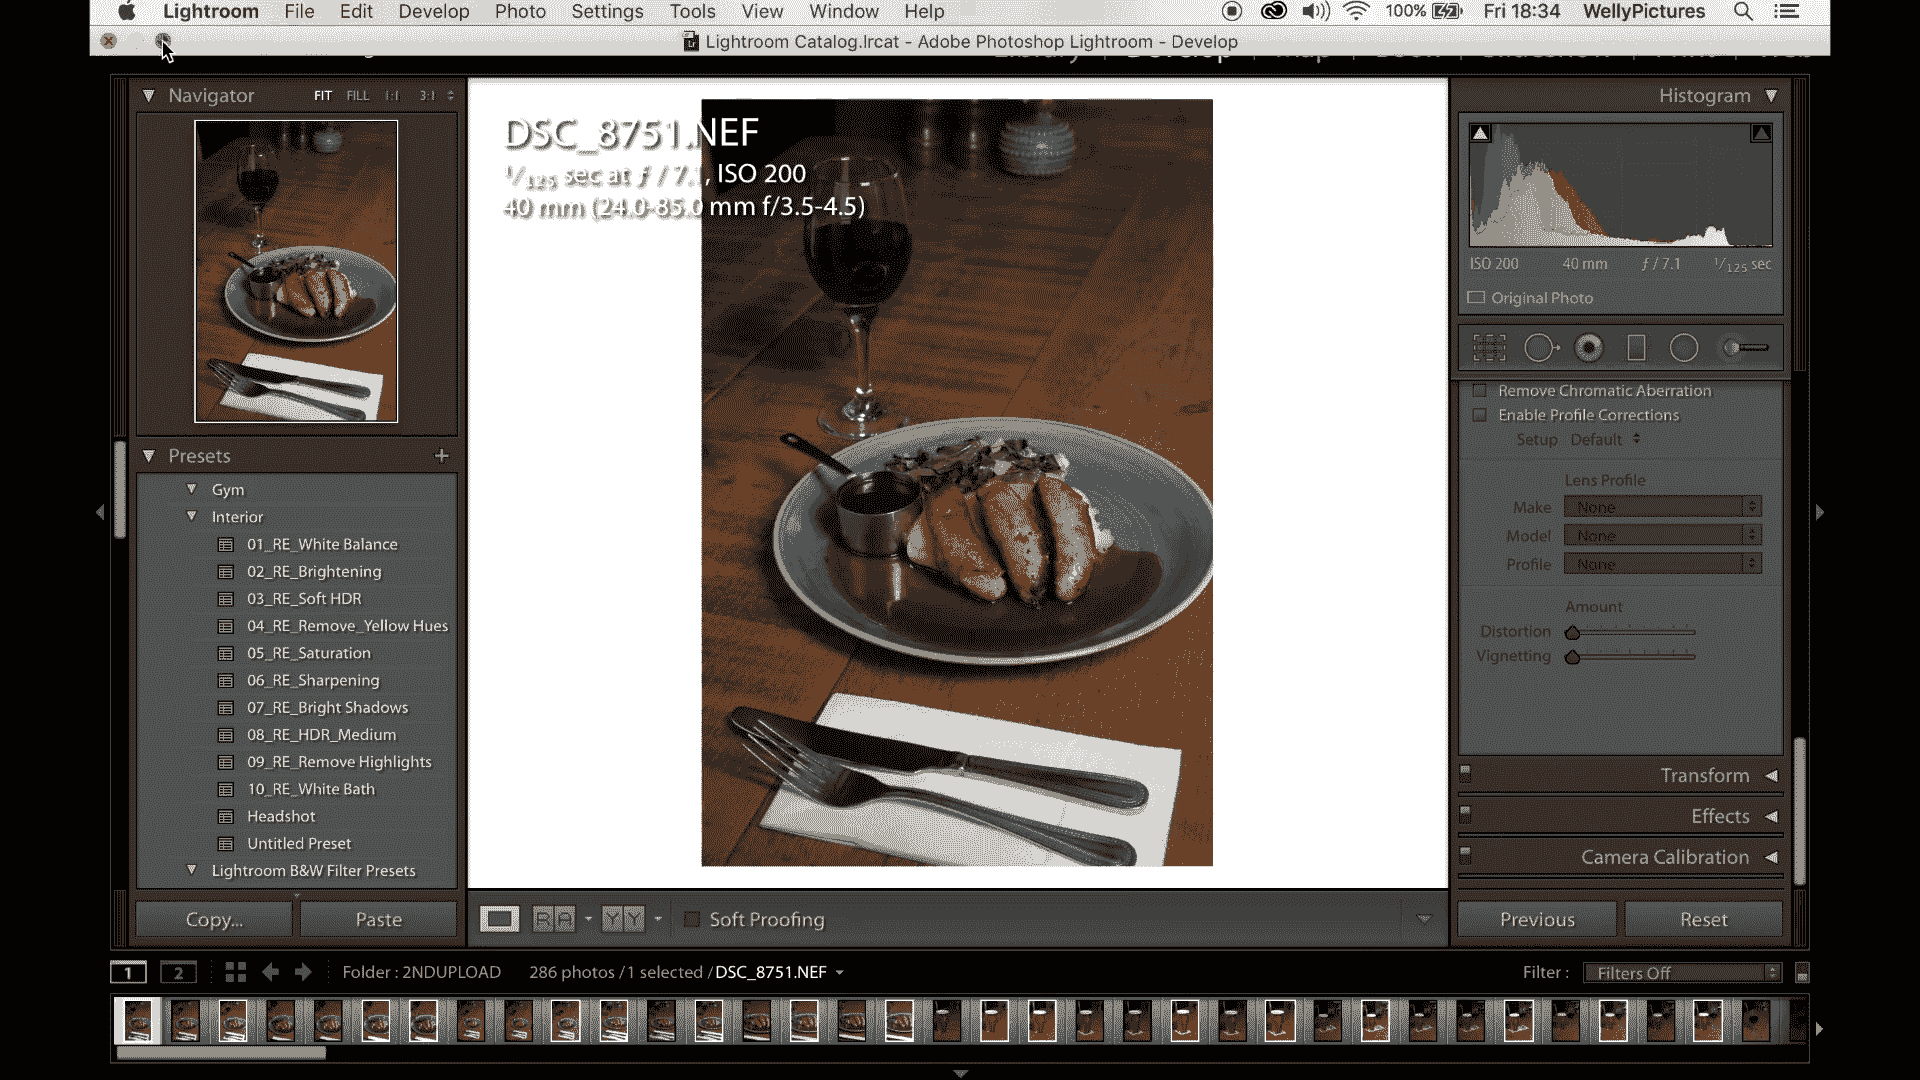 Lightroom File Edit Develop Photo Settings Tools View Window Help 100% Fri 18:34 WellyPictures
Lightroom Catalog.lrcat - Adobe Photoshop Lightroom - Develop
Navigator FIT FILL 1:1 3:1
DSC_8751.NEF
1/125 sec at ƒ / 7.1, ISO 200
40 mm (24.0-85.0 mm f/3.5-4.5)
Presets
Gym
Interior
01_RE_White Balance
02_RE_Brightening
03_RE_Soft HDR
04_RE_Remove_Yellow Hues
05_RE_Saturation
06_RE_Sharpening
07_RE_Bright Shadows
08_RE_HDR_Medium
09_RE_Remove Highlights
10_RE_White Bath
Headshot
Untitled Preset
Lightroom B&W Filter Presets
Copy... Paste
Soft Proofing
Histogram
ISO 200 40 mm ƒ / 7.1 1/125 sec
Original Photo
Remove Chromatic Aberration
Enable Profile Corrections
Setup Default
Lens Profile
Make None
Model None
Profile None
Amount
Distortion
Vignetting
Transform
Effects
Camera Calibration
Previous Reset
1 2 Folder : 2NDUPLOAD 286 photos / 1 selected / DSC_8751.NEF Filter : Filters Off